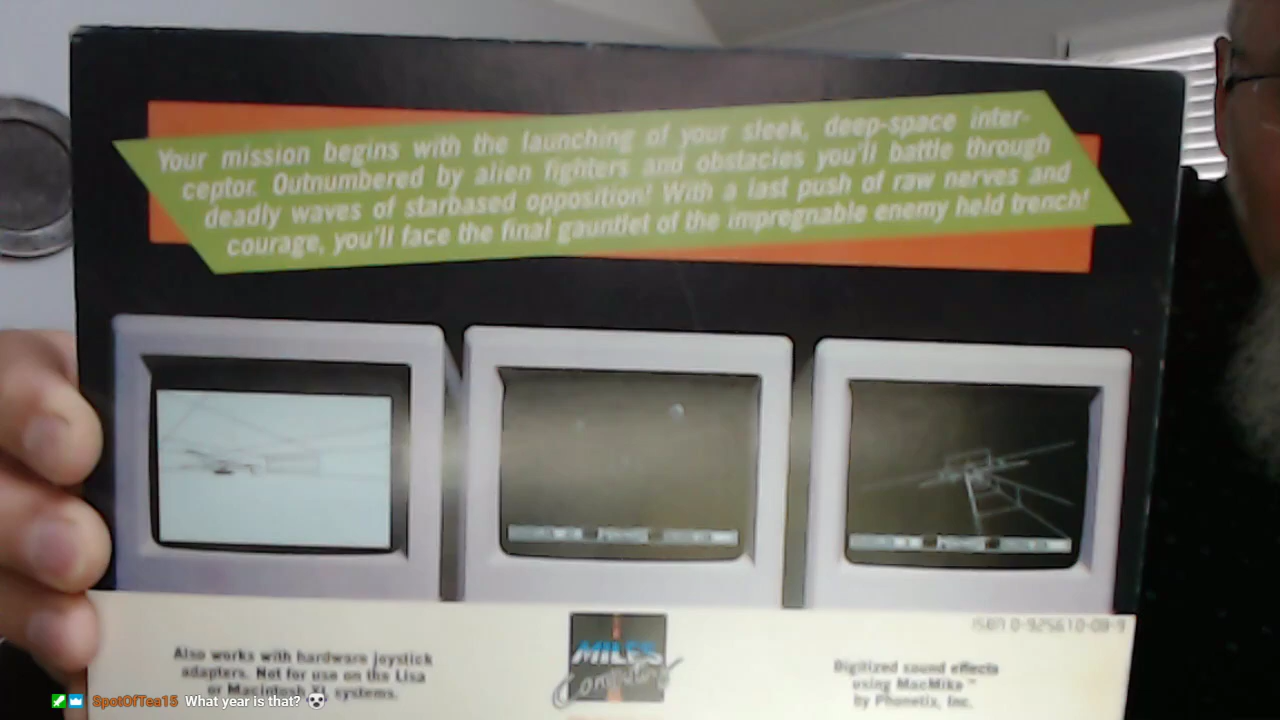 Your mission begins with the launching of your sleek, deep-space inter-
ceptor. Outnumbered by alien fighters and obstacles you'll battle through
deadly waves of starbased opposition! With a last push of raw nerves and
courage, you'll face the final gauntlet of the impregnable enemy held trench!
ISBN 0-925610-09-9
Also works with hardware joystick
adapters. Not for use on the Lisa
or Macintosh XL systems.
MILES
Computing
Digitized sound effects
using MacMike™
by Phonetix, Inc.
SpotOfTea15 What year is that?